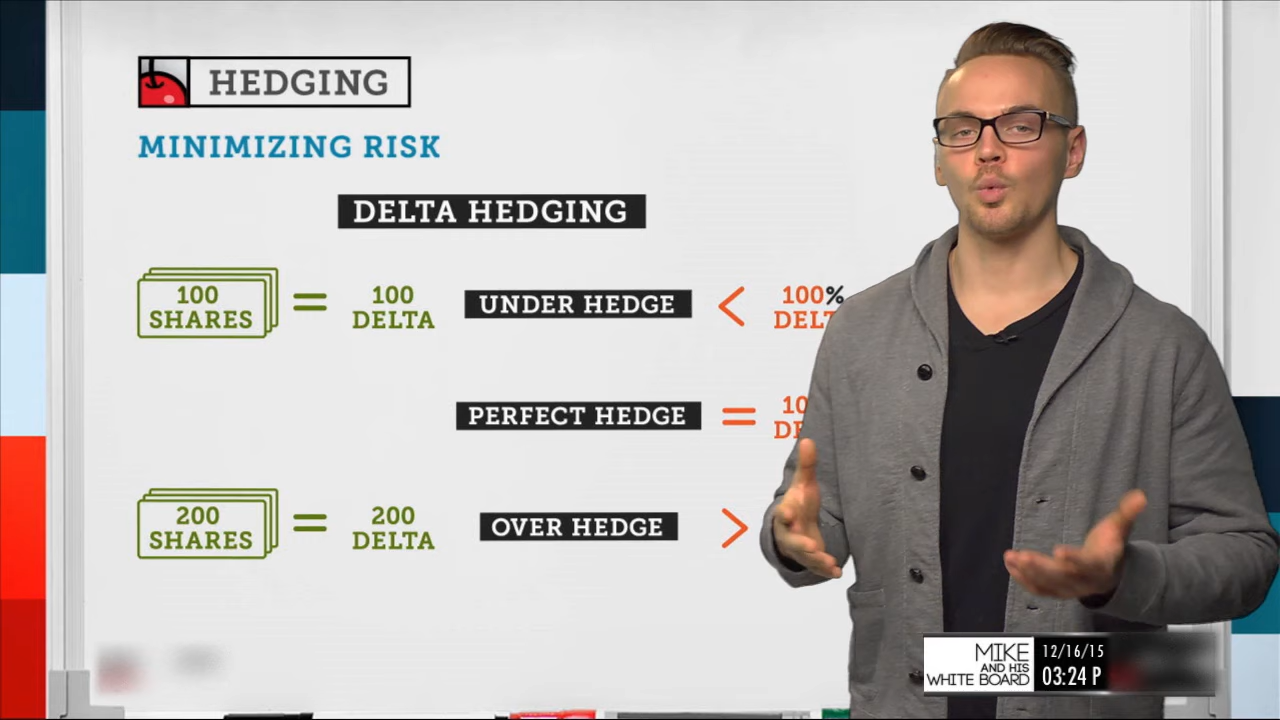 HEDGING
MINIMIZING RISK
DELTA HEDGING
100
SHARES
=
100
DELTA
UNDER HEDGE
<
100%
PERFECT HEDGE
=
200
SHARES
=
200
DELTA
OVER HEDGE
>
MIKE
AND HIS
WHITE BOARD
12/16/15
03:24 P